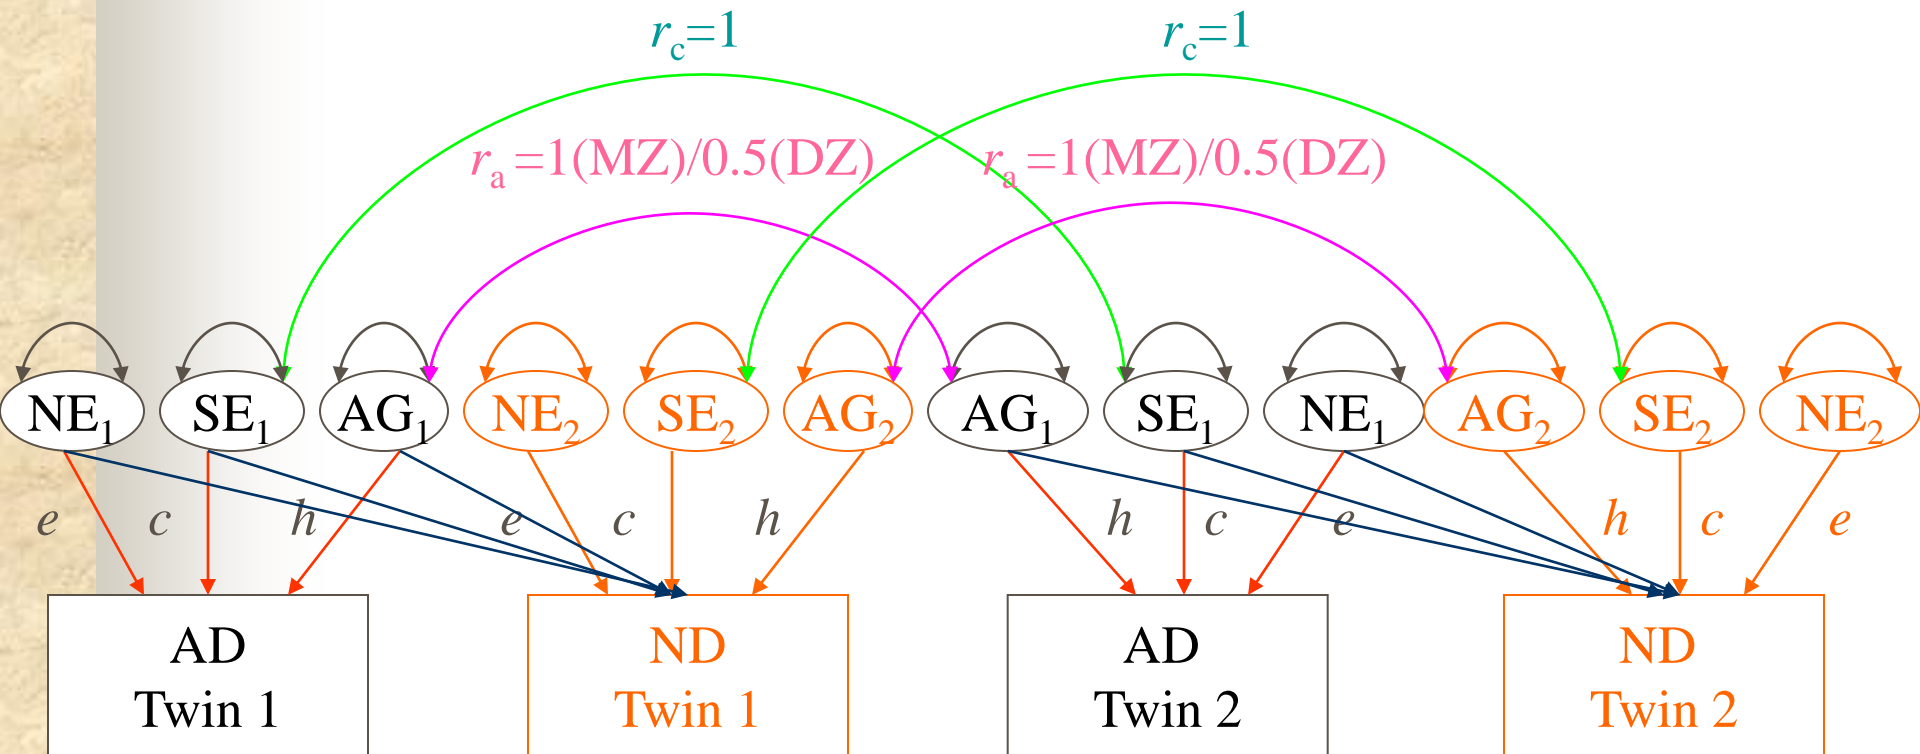 rc=1 rc=1
ra =1(MZ)/0.5(DZ) ra =1(MZ)/0.5(DZ)
NE1 SE1 AG1 NE2 SE2 AG2 AG1 SE1 NE1 AG2 SE2 NE2
e c h e c h h c e h c e
AD ND AD ND
Twin 1 Twin 1 Twin 2 Twin 2